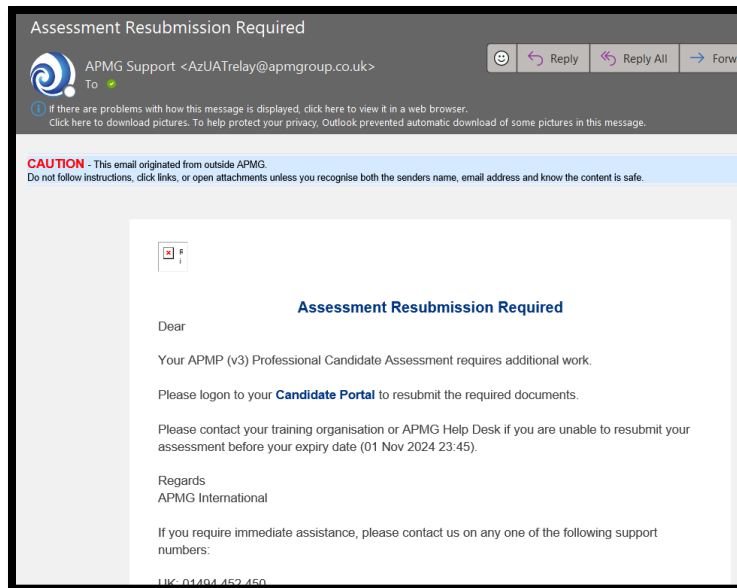 Assessment Resubmission Required
APMG Support <AzUATrelay@apmgroup.co.uk>
To
Reply
Reply All
Forw
If there are problems with how this message is displayed, click here to view it in a web browser.
Click here to download pictures. To help protect your privacy, Outlook prevented automatic download of some pictures in this message.
CAUTION - This email originated from outside APMG.
Do not follow instructions, click links, or open attachments unless you recognise both the senders name, email address and know the content is safe.
Assessment Resubmission Required
Dear
Your APMP (v3) Professional Candidate Assessment requires additional work.
Please logon to your Candidate Portal to resubmit the required documents.
Please contact your training organisation or APMG Help Desk if you are unable to resubmit your
assessment before your expiry date (01 Nov 2024 23:45).
Regards
APMG International
If you require immediate assistance, please contact us on any one of the following support
numbers:
UK: 01494 452 450